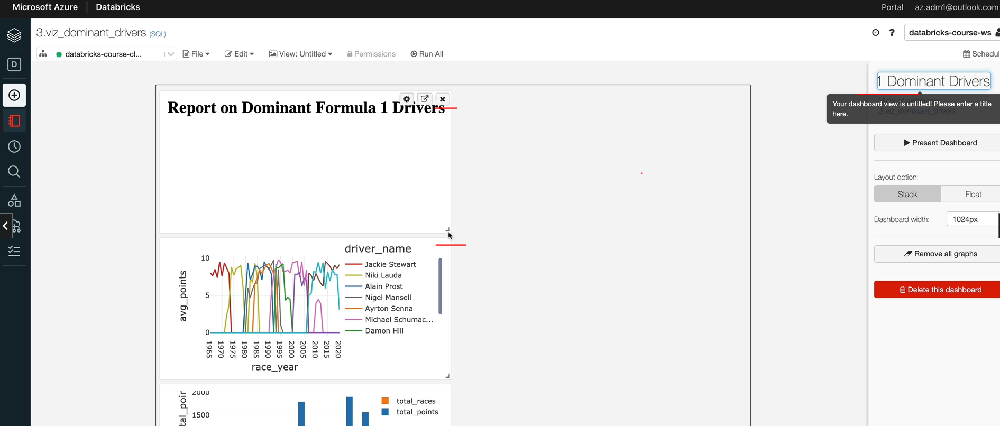 Microsoft Azure | Databricks
Portal az.adm1@outlook.com
3.viz_dominant_drivers (SQL)
? databricks-course-ws
databricks-course-cl...
File
Edit
View: Untitled
Permissions
Run All
Schedul
D
1 Dominant Drivers
Your dashboard view is untitled! Please enter a title
here.
3.viz_dominant_drivers
Present Dashboard
Layout option:
Stack
Float
Dashboard width:
1024px
Remove all graphs
Delete this dashboard
Report on Dominant Formula 1 Drivers
driver_name
Jackie Stewart
Niki Lauda
Alain Prost
Nigel Mansell
Ayrton Senna
Michael Schumac...
Damon Hill
avg_points
10
5
0
1965
1970
1975
1980
1985
1990
1995
2000
2005
2010
2015
2020
race_year
tal_poir
2000
1500
total_races
total_points